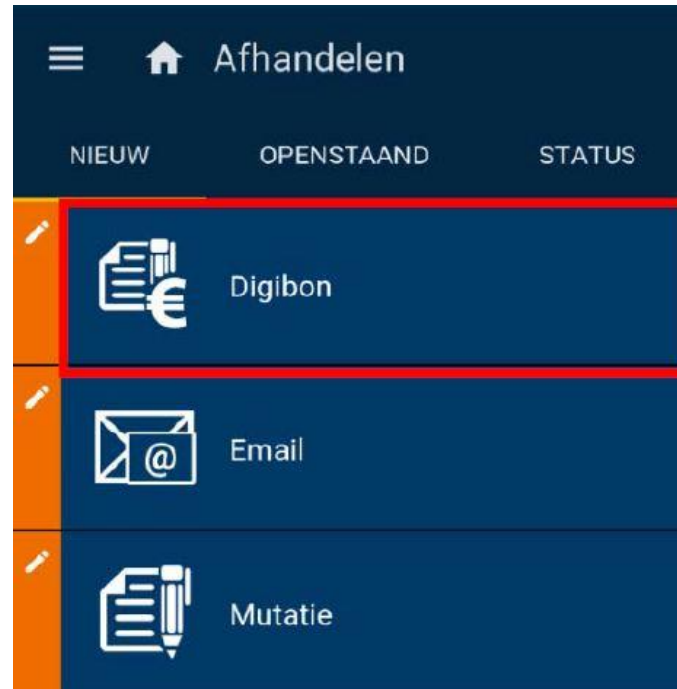 Afhandelen
NIEUW OPENSTAAND STATUS
€ Digibon
@ Email
Mutatie